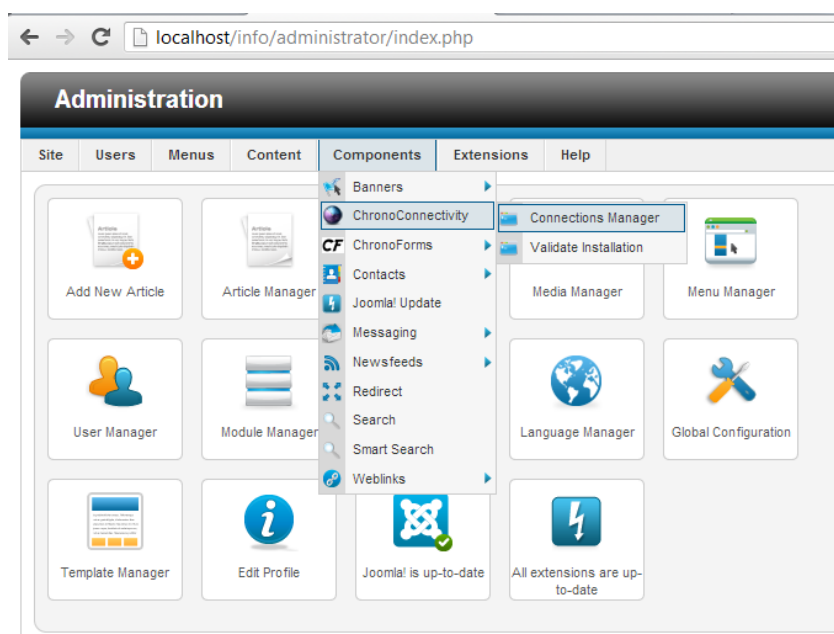 localhost/info/administrator/index.php
Administration
Site Users Menus Content Components Extensions Help
Banners
ChronoConnectivity
Connections Manager
CF ChronoForms
Validate Installation
Contacts
Joomla! Update
Messaging
Newsfeeds
Redirect
Search
Smart Search
Weblinks
Add New Article
Article Manager
Media Manager
Menu Manager
User Manager
Module Manager
Language Manager
Global Configuration
Template Manager
Edit Profile
Joomla! is up-to-date
All extensions are up-
to-date